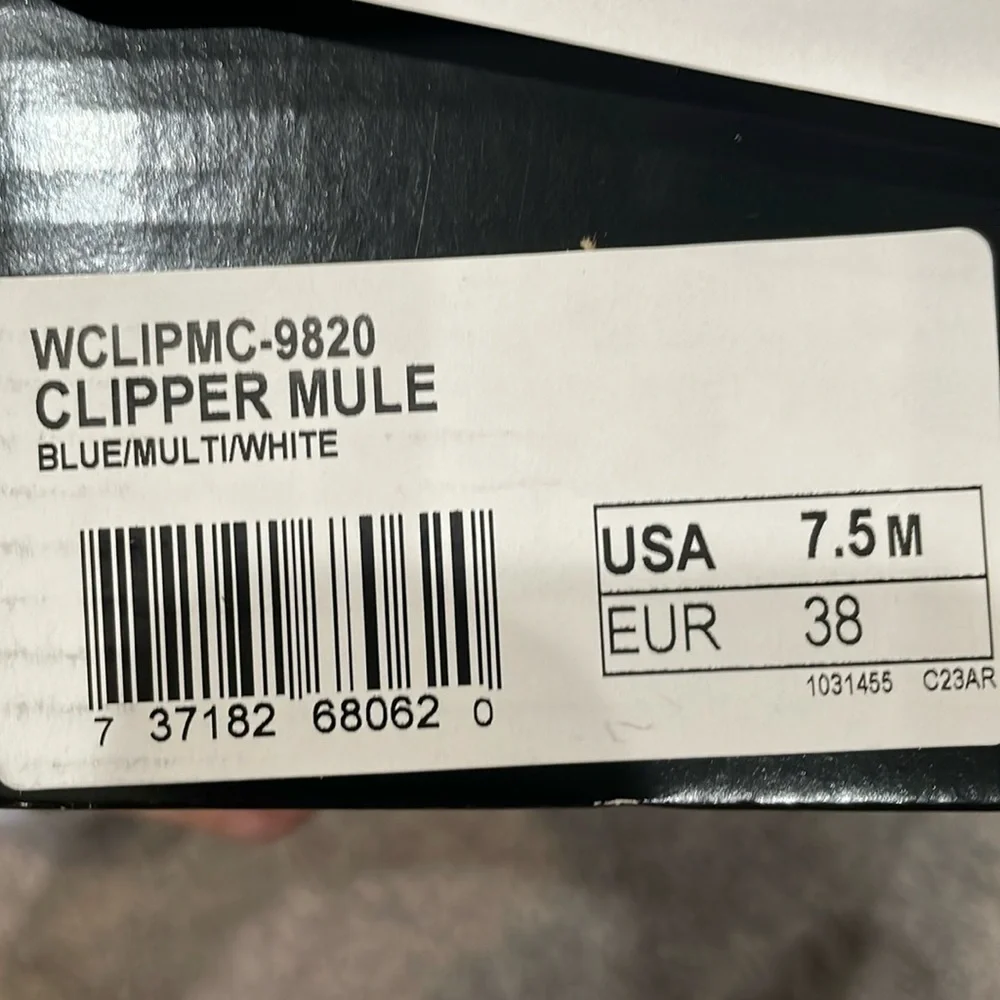 WCLIPMC-9820
CLIPPER MULE
BLUE/MULTI/WHITE
USA 7.5 M
EUR 38
1031455 C23AR
7 37182 68062 0